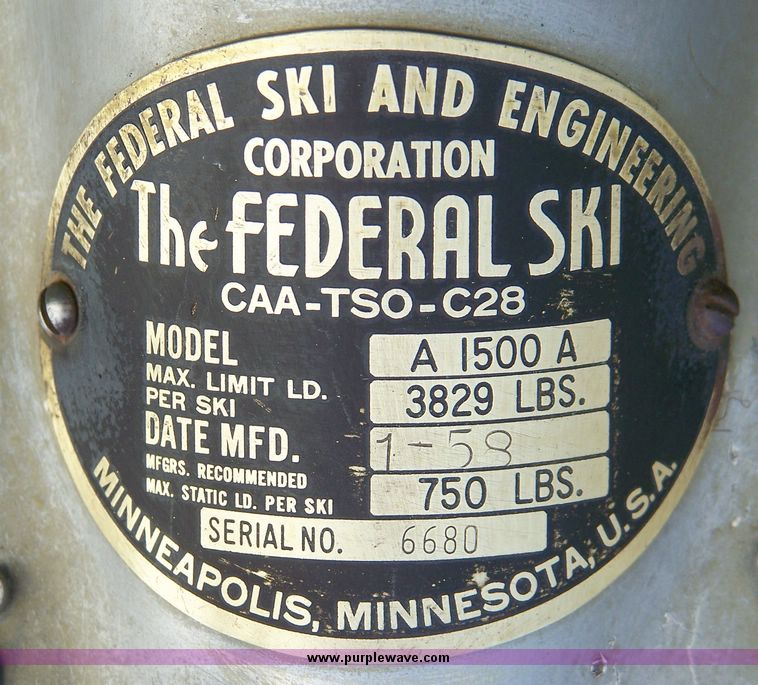 THE FEDERAL SKI AND ENGINEERING
CORPORATION
The FEDERAL SKI
CAA-TSO-C28
MODEL A 1500 A
MAX. LIMIT LD. PER SKI 3829 LBS.
DATE MFD. 1-58
MFGRS. RECOMMENDED MAX. STATIC LD. PER SKI 750 LBS.
SERIAL NO. 6680
MINNEAPOLIS, MINNESOTA, U.S.A.
www.purplewave.com